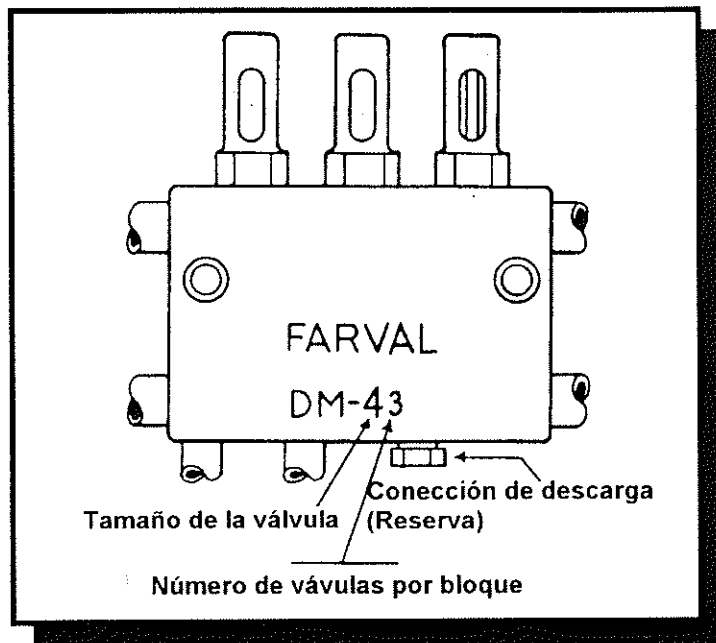 FARVAL
DM-43
Conección de descarga
(Reserva)
Tamaño de la válvula
Número de vávulas por bloque